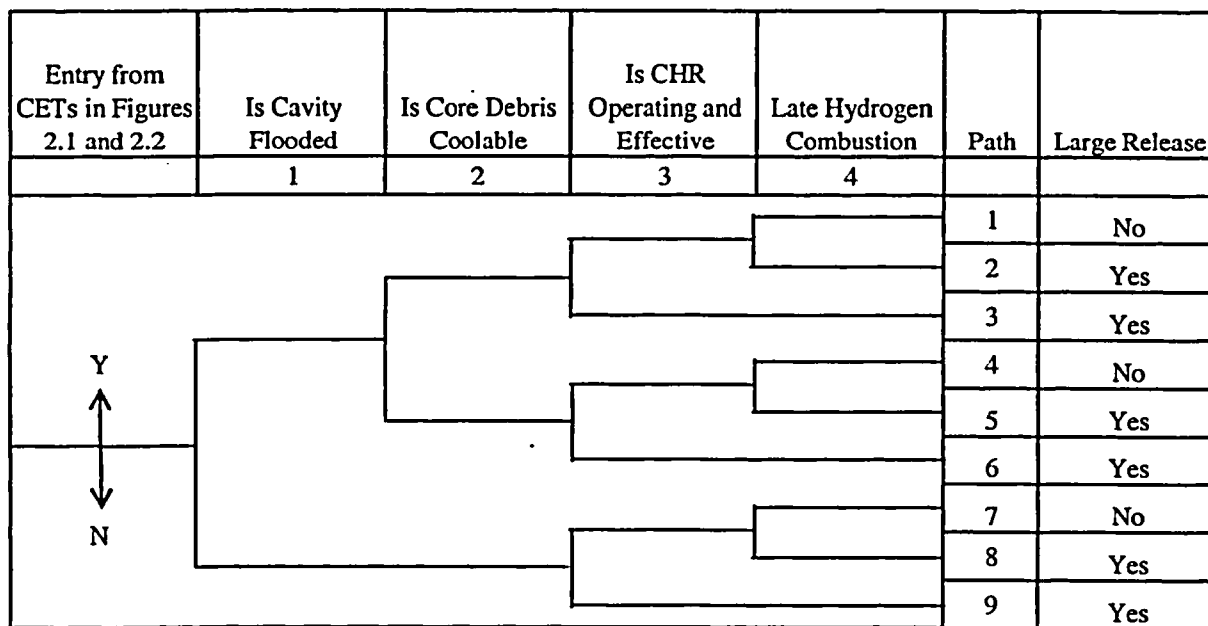 Entry from
CETs in Figures
2.1 and 2.2
Is Cavity
Flooded
Is Core Debris
Coolable
Is CHR
Operating and
Effective
Late Hydrogen
Combustion
Path
Large Release
1
2
3
4
Y
N
1
No
2
Yes
3
Yes
4
No
5
Yes
6
Yes
7
No
8
Yes
9
Yes